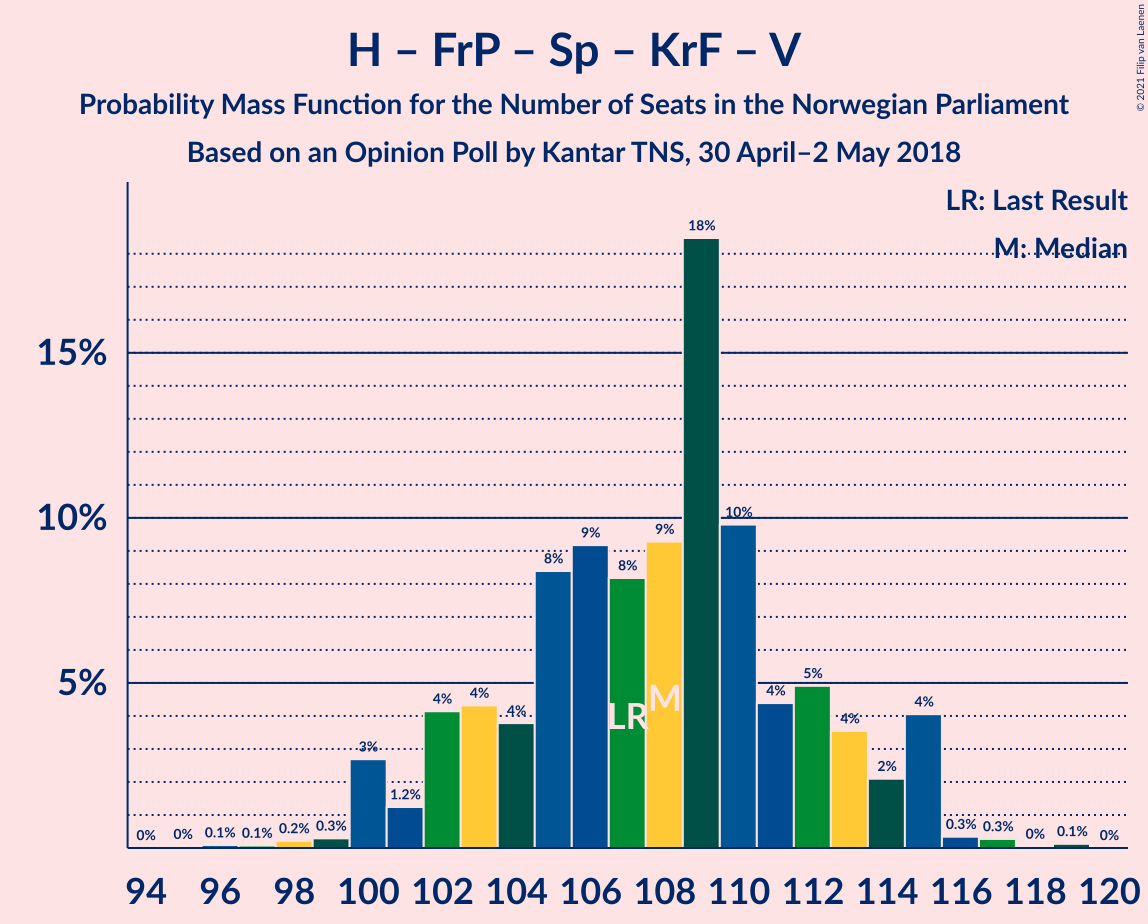 H – FrP – Sp – KrF – V
Probability Mass Function for the Number of Seats in the Norwegian Parliament
Based on an Opinion Poll by Kantar TNS, 30 April–2 May 2018
© 2021 Filip van Laenen
LR: Last Result
M: Median
15%
10%
5%
0% 0% 0.1% 0.1% 0.2% 0.3% 3% 1.2% 4% 4% 4% 8% 9% 8% 9% 18% 10% 4% 5% 4% 2% 4% 0.3% 0.3% 0% 0.1% 0%
LR M
94 96 98 100 102 104 106 108 110 112 114 116 118 120